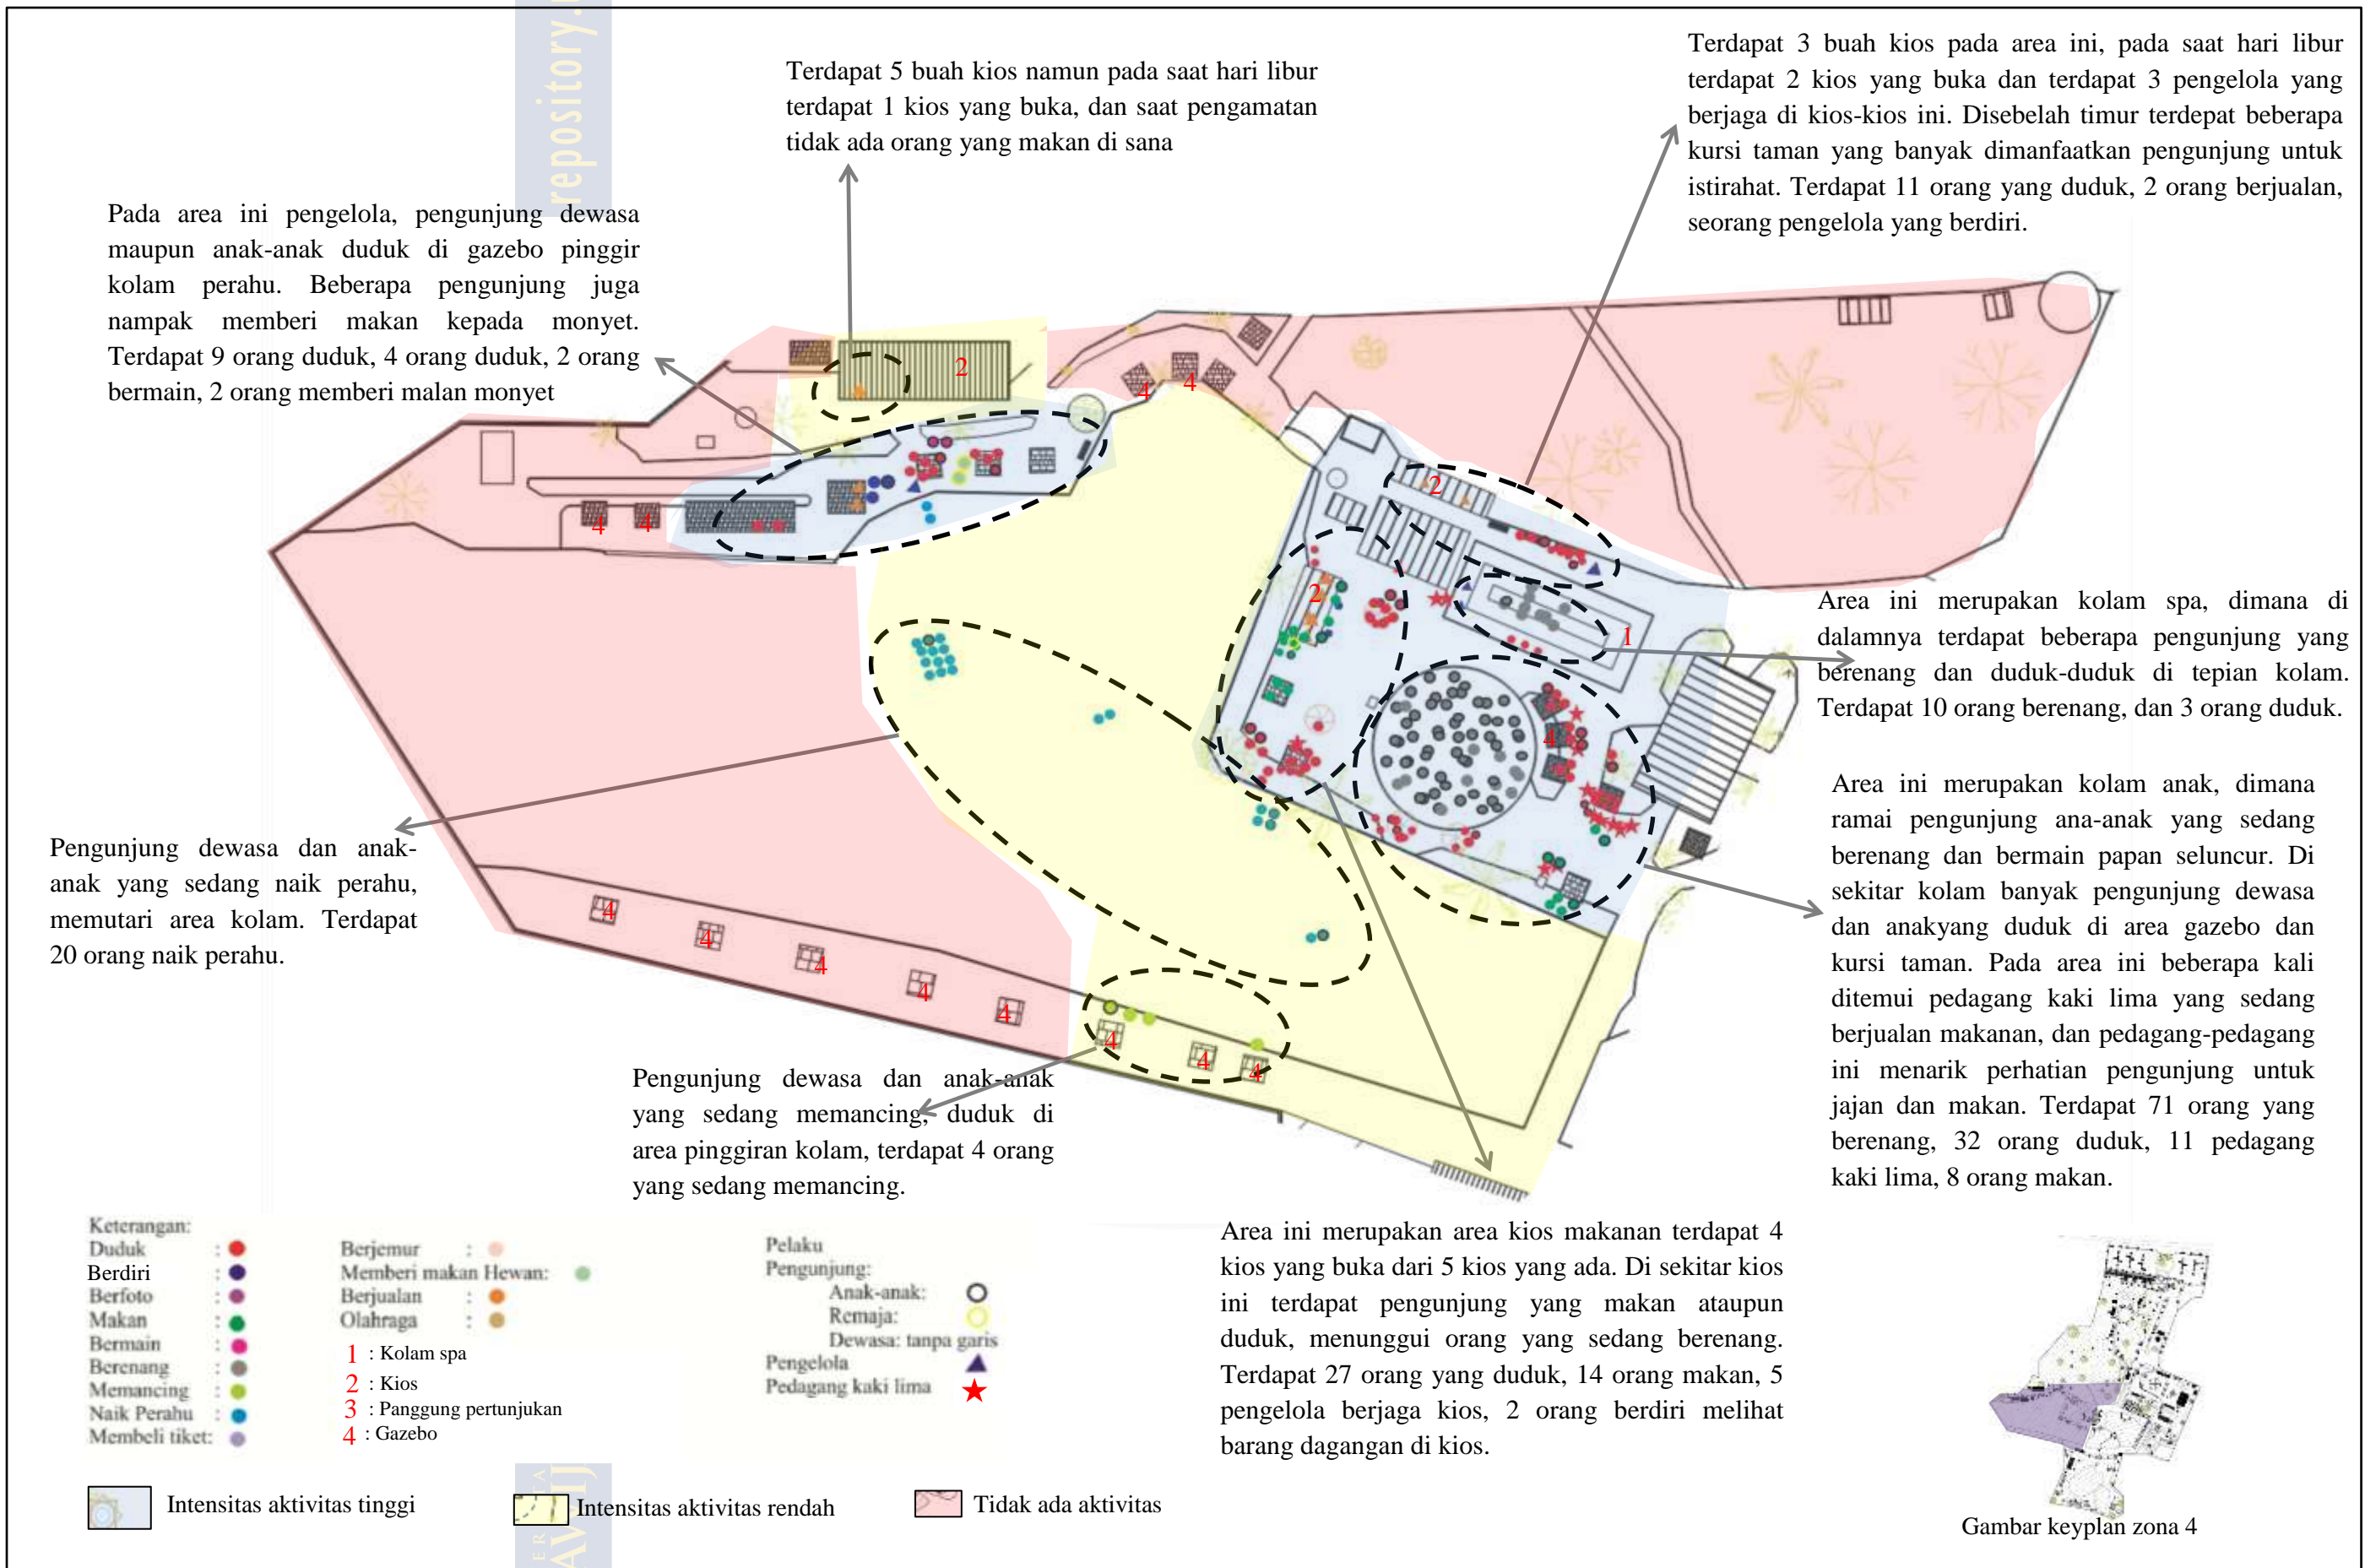 repository.
Terdapat 5 buah kios namun pada saat hari libur
terdapat 1 kios yang buka, dan saat pengamatan
tidak ada orang yang makan di sana
Terdapat 3 buah kios pada area ini, pada saat hari libur
terdapat 2 kios yang buka dan terdapat 3 pengelola yang
berjaga di kios-kios ini. Disebelah timur terdepat beberapa
kursi taman yang banyak dimanfaatkan pengunjung untuk
istirahat. Terdapat 11 orang yang duduk, 2 orang berjualan,
seorang pengelola yang berdiri.
Pada area ini pengelola, pengunjung dewasa
maupun anak-anak duduk di gazebo pinggir
kolam perahu. Beberapa pengunjung juga
nampak memberi makan kepada monyet.
Terdapat 9 orang duduk, 4 orang duduk, 2 orang
bermain, 2 orang memberi malan monyet
2
4
4
2
4
4
2
1
4
Area ini merupakan kolam spa, dimana di
dalamnya terdapat beberapa pengunjung yang
berenang dan duduk-duduk di tepian kolam.
Terdapat 10 orang berenang, dan 3 orang duduk.
Area ini merupakan kolam anak, dimana
ramai pengunjung ana-anak yang sedang
berenang dan bermain papan seluncur. Di
sekitar kolam banyak pengunjung dewasa
dan anakyang duduk di area gazebo dan
kursi taman. Pada area ini beberapa kali
ditemui pedagang kaki lima yang sedang
berjualan makanan, dan pedagang-pedagang
ini menarik perhatian pengunjung untuk
jajan dan makan. Terdapat 71 orang yang
berenang, 32 orang duduk, 11 pedagang
kaki lima, 8 orang makan.
Pengunjung dewasa dan anak-
anak yang sedang naik perahu,
memutari area kolam. Terdapat
20 orang naik perahu.
4
4
4
4
4
4
4
4
Pengunjung dewasa dan anak-anak
yang sedang memancing, duduk di
area pinggiran kolam, terdapat 4 orang
yang sedang memancing.
Area ini merupakan area kios makanan terdapat 4
kios yang buka dari 5 kios yang ada. Di sekitar kios
ini terdapat pengunjung yang makan ataupun
duduk, menunggui orang yang sedang berenang.
Terdapat 27 orang yang duduk, 14 orang makan, 5
pengelola berjaga kios, 2 orang berdiri melihat
barang dagangan di kios.
Keterangan:
Duduk :
Berdiri :
Berfoto :
Makan :
Bermain :
Berenang :
Memancing :
Naik Perahu :
Membeli tiket:
Berjemur :
Memberi makan Hewan:
Berjualan :
Olahraga :
1 : Kolam spa
2 : Kios
3 : Panggung pertunjukan
4 : Gazebo
Pelaku
Pengunjung:
Anak-anak:
Remaja:
Dewasa: tanpa garis
Pengelola
Pedagang kaki lima
Intensitas aktivitas tinggi
Intensitas aktivitas rendah
Tidak ada aktivitas
Gambar keyplan zona 4